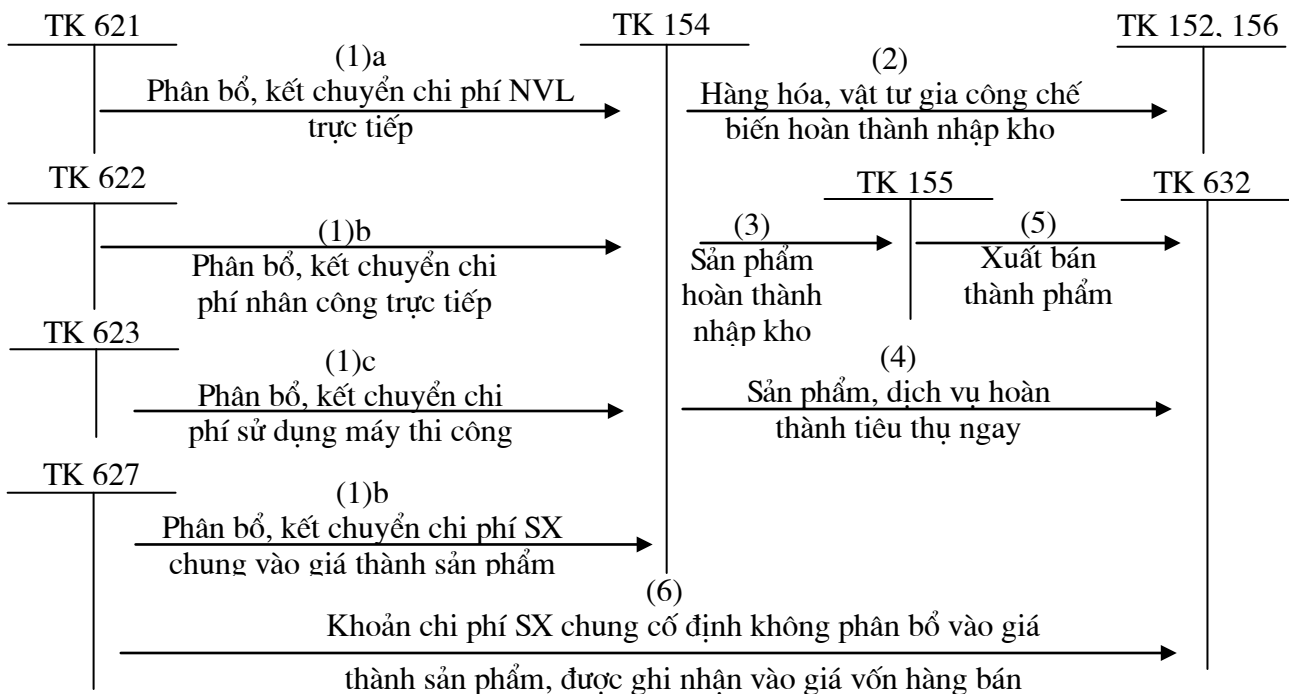 TK 621
TK 154
TK 152, 156
(1)a
Phân bổ, kết chuyển chi phí NVL
trực tiếp
(2)
Hàng hóa, vật tư gia công chế
biến hoàn thành nhập kho
TK 622
TK 155
TK 632
(1)b
Phân bổ, kết chuyển chi
phí nhân công trực tiếp
(3)
Sản phẩm
hoàn thành
nhập kho
(5)
Xuất bán
thành phẩm
TK 623
(1)c
Phân bổ, kết chuyển chi
phí sử dụng máy thi công
(4)
Sản phẩm, dịch vụ hoàn
thành tiêu thụ ngay
TK 627
(1)b
Phân bổ, kết chuyển chi phí SX
chung vào giá thành sản phẩm
(6)
Khoản chi phí SX chung cố định không phân bổ vào giá
thành sản phẩm, được ghi nhận vào giá vốn hàng bán